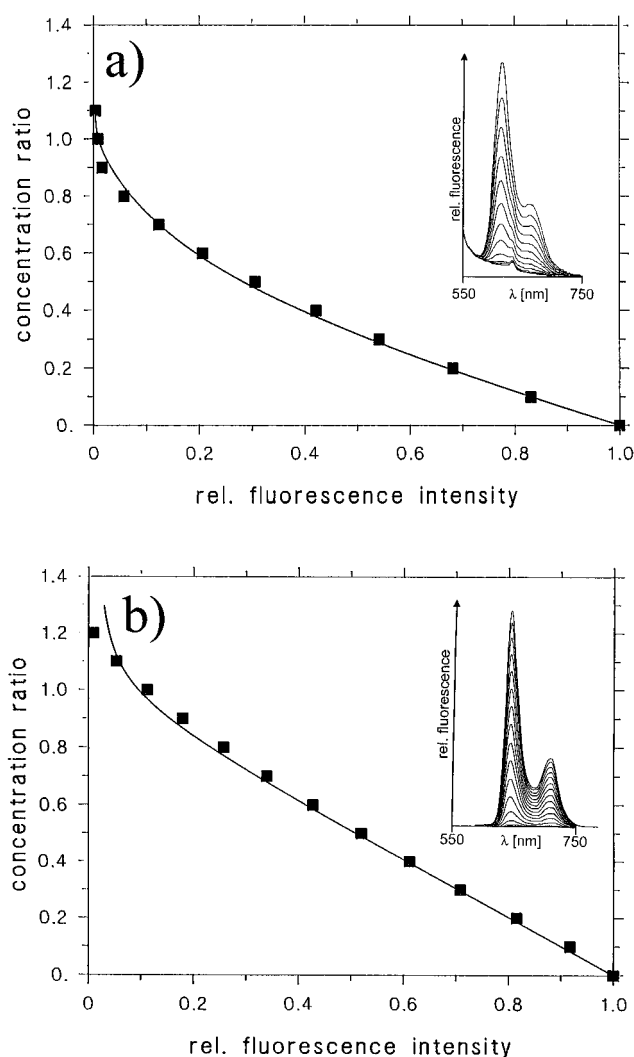 a)
concentration ratio
1.4
1.2
1.0
0.8
0.6
0.4
0.2
0.
0 0.2 0.4 0.6 0.8 1.0
rel. fluorescence intensity
rel. fluorescence
550 λ [nm] 750
b)
concentration ratio
1.4
1.2
1.0
0.8
0.6
0.4
0.2
0.
0 0.2 0.4 0.6 0.8 1.0
rel. fluorescence intensity
rel. fluorescence
550 λ [nm] 750